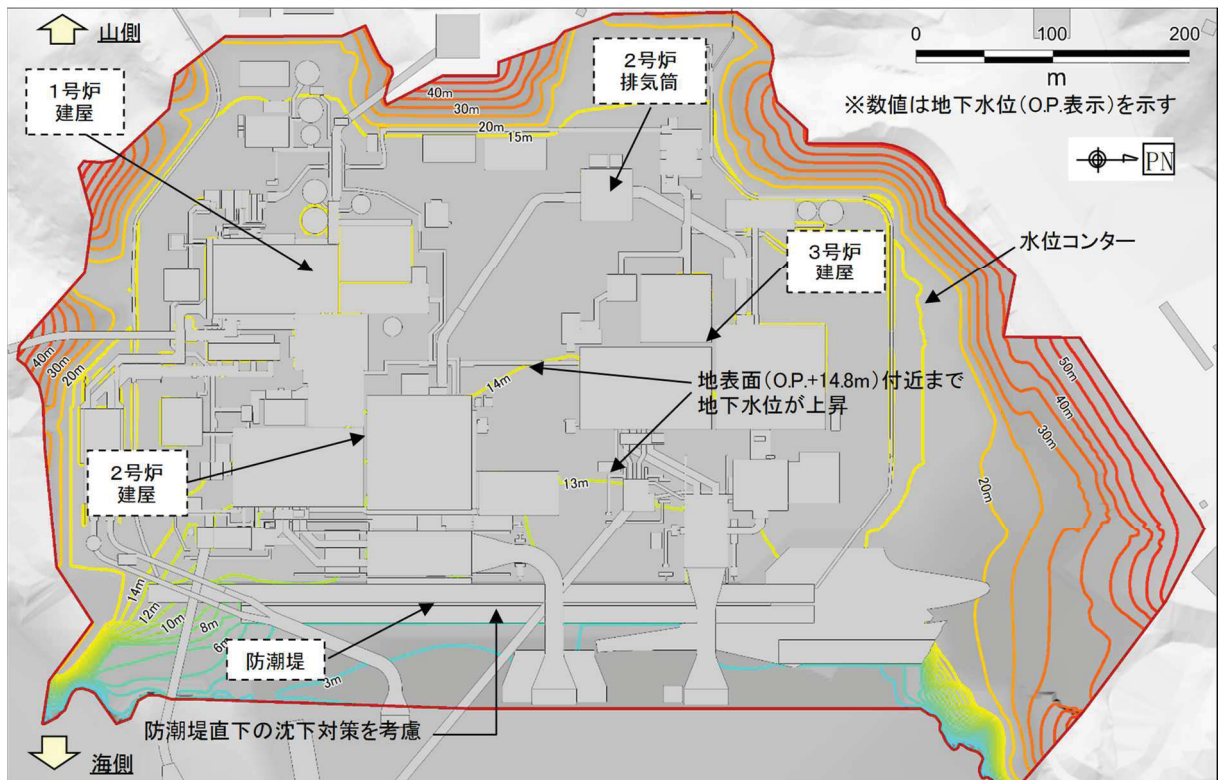 山側
1号炉
建屋
2号炉
排気筒
0
100
200
m
※数値は地下水位(O.P.表示)を示す
PN
40m
30m
20m
15m
3号炉
建屋
水位コンター
40m
30m
20m
14m
地表面(O.P.+14.8m)付近まで
地下水位が上昇
50m
40m
30m
20m
2号炉
建屋
13m
14m
12m
10m
8m
6m
3m
防潮堤
防潮堤直下の沈下対策を考慮
海側